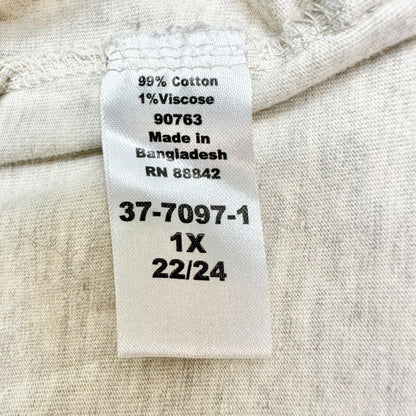 99% Cotton
1%Viscose
90763
Made in
Bangladesh
RN 88842
37-7097-1
1X
22/24